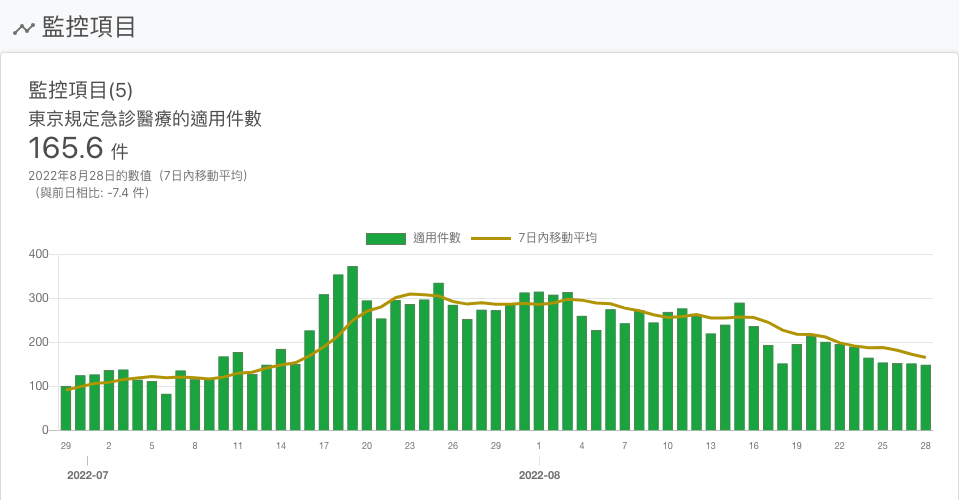 監控項目
監控項目(5)
東京規定急診醫療的適用件數
165.6 件
2022年8月28日的數值（7日內移動平均）
（與前日相比: -7.4 件）
適用件數 7日內移動平均
400
300
200
100
0
29 2 5 8 11 14 17 20 23 26 29 1 4 7 10 13 16 19 22 25 28
2022-07 2022-08